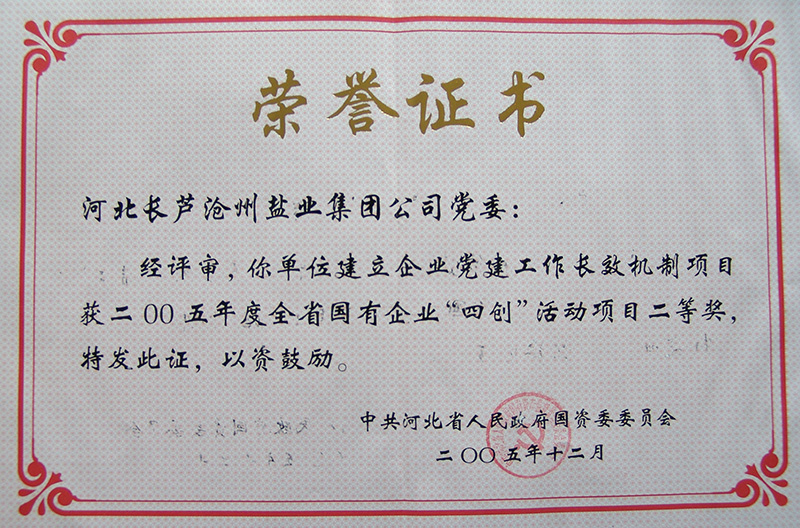 荣誉证书
河北长芦沧州盐业集团公司党委：
经评审，你单位建立企业党建工作长效机制项目
获二00五年度全省国有企业“四创”活动项目二等奖，
特发此证，以资鼓励。
中共河北省人民政府国资委委员会
二00五年十二月